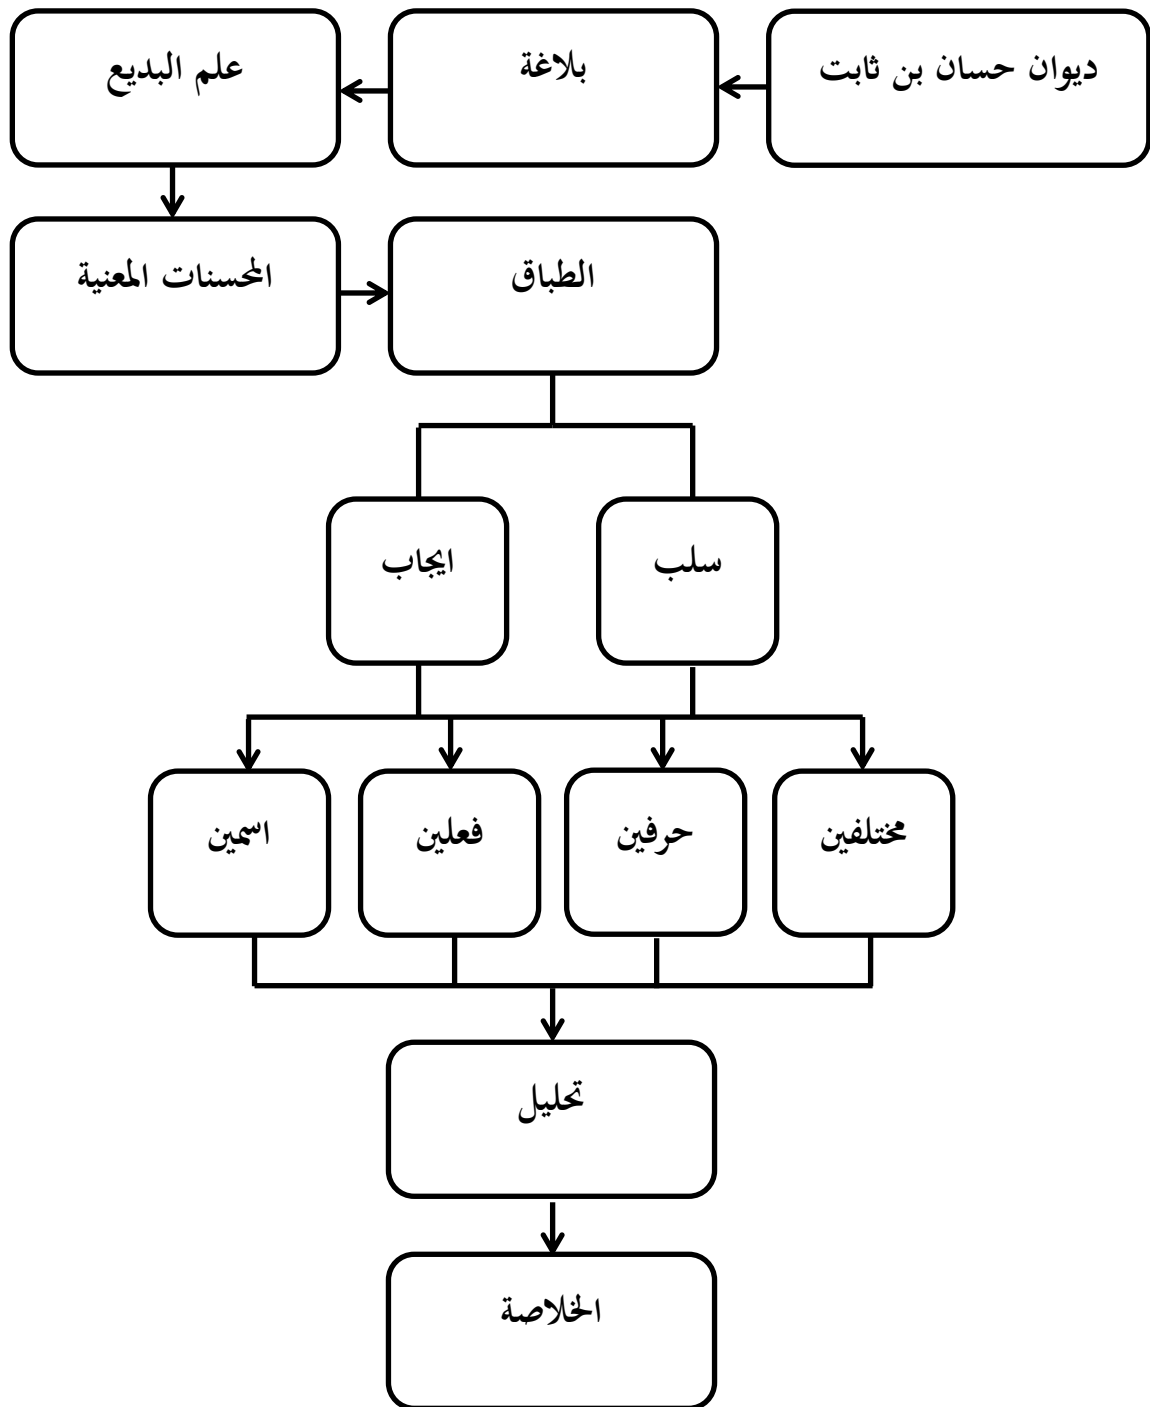 ديوان حسان بن ثابت
بلاغة
علم البديع
المحسنات المعنية
الطباق
سلب
ايجاب
مختلفين
حرفين
فعلين
اسمين
تحليل
الخلاصة